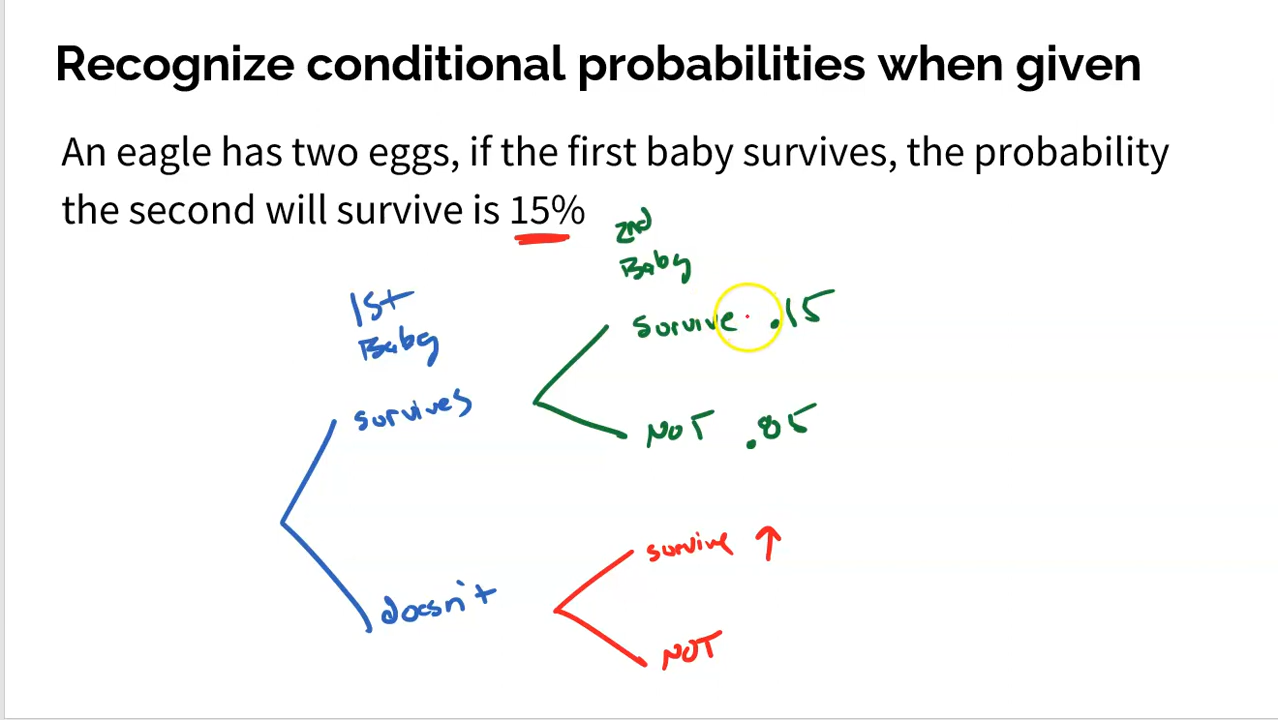 Recognize conditional probabilities when given
An eagle has two eggs, if the first baby survives, the probability
the second will survive is 15%
2nd
Baby
1st
Baby
survive .15
survives
NOT .85
survive ↑
doesn't
NOT